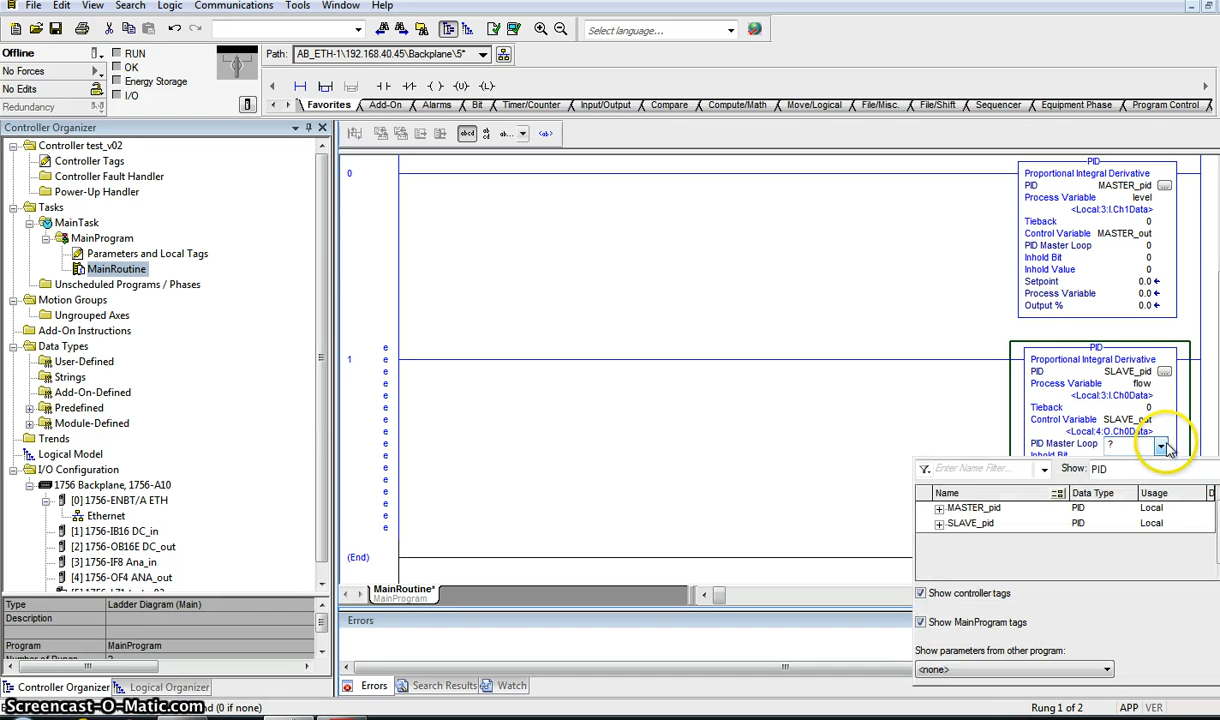 File Edit View Search Logic Communications Tools Window Help
Select language...
Offline
No Forces
No Edits
Redundancy
RUN
OK
Energy Storage
I/O
Path: AB_ETH-1\192.168.40.45\Backplane\5*
Favorites Add-On Alarms Bit Timer/Counter Input/Output Compare Compute/Math Move/Logical File/Misc. File/Shift Sequencer Equipment Phase Program Control
Controller Organizer
Controller test_v02
Controller Tags
Controller Fault Handler
Power-Up Handler
Tasks
MainTask
MainProgram
Parameters and Local Tags
MainRoutine
Unscheduled Programs / Phases
Motion Groups
Ungrouped Axes
Add-On Instructions
Data Types
User-Defined
Strings
Add-On-Defined
Predefined
Module-Defined
Trends
Logical Model
I/O Configuration
1756 Backplane, 1756-A10
[0] 1756-ENBT/A ETH
Ethernet
[1] 1756-IB16 DC_in
[2] 1756-OB16E DC_out
[3] 1756-IF8 Ana_in
[4] 1756-OF4 ANA_out
Type Ladder Diagram (Main)
Description
Program MainProgram
Controller Organizer Logical Organizer
0
PID
Proportional Integral Derivative
PID MASTER_pid ...
Process Variable level
<Local:3:I.Ch1Data>
Tieback 0
Control Variable MASTER_out
PID Master Loop 0
Inhold Bit 0
Inhold Value 0
Setpoint 0.0
Process Variable 0.0
Output % 0.0
1
e
e
e
e
e
e
e
e
e
e
e
e
e
PID
Proportional Integral Derivative
PID SLAVE_pid ...
Process Variable flow
<Local:3:I.Ch0Data>
Tieback 0
Control Variable SLAVE_out
<Local:4:O.Ch0Data>
PID Master Loop ?
Inhold Bit
(End)
Enter Name Filter... Show: PID
Name Data Type Usage D
MASTER_pid PID Local
SLAVE_pid PID Local
Show controller tags
Show MainProgram tags
Show parameters from other program:
<none>
MainRoutine*
MainProgram
Errors
Errors Search Results Watch
Screencast-O-Matic.com
nd (0 if none)
Rung 1 of 2 APP VER